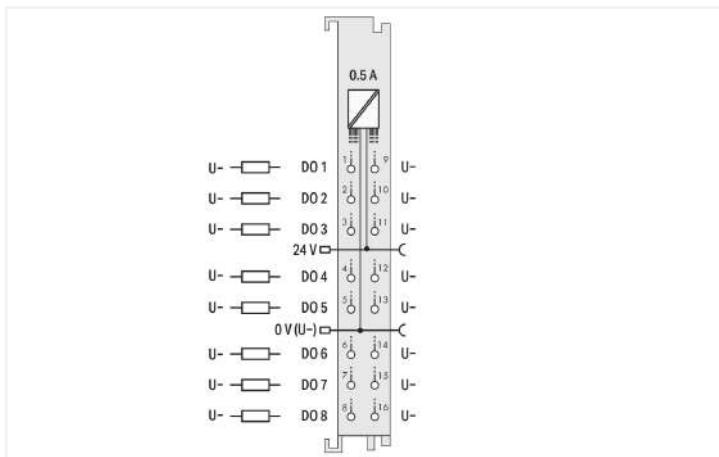 0.5 A
U- DO 1 1 9 U-
U- DO 2 2 10 U-
U- DO 3 3 11 U-
24 V
U- DO 4 4 12 U-
U- DO 5 5 13 U-
0 V (U-)
U- DO 6 6 14 U-
U- DO 7 7 15 U-
U- DO 8 8 16 U-